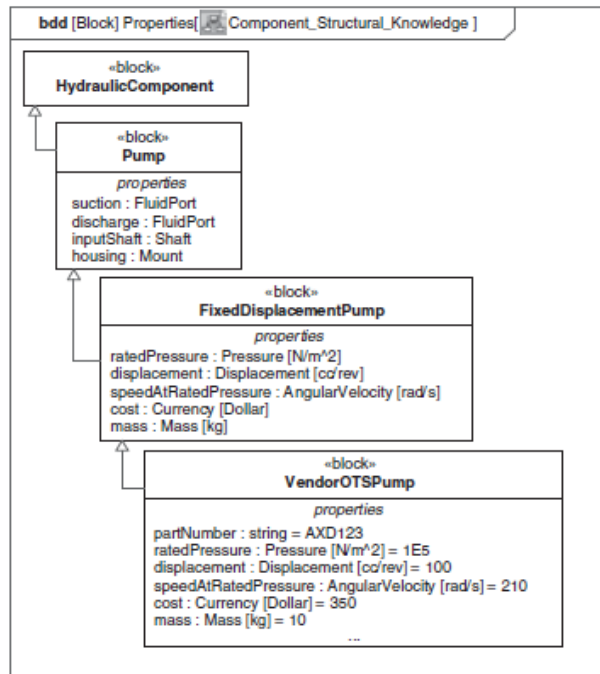 bdd [Block] Properties[ Component_Structural_Knowledge ]
«block»
HydraulicComponent
«block»
Pump
properties
suction : FluidPort
discharge : FluidPort
inputShaft : Shaft
housing : Mount
«block»
FixedDisplacementPump
properties
ratedPressure : Pressure [N/m^2]
displacement : Displacement [cc/rev]
speedAtRatedPressure : AngularVelocity [rad/s]
cost : Currency [Dollar]
mass : Mass [kg]
«block»
VendorOTSPump
properties
partNumber : string = AXD123
ratedPressure : Pressure [N/m^2] = 1E5
displacement : Displacement [cc/rev] = 100
speedAtRatedPressure : AngularVelocity [rad/s] = 210
cost : Currency [Dollar] = 350
mass : Mass [kg] = 10
...